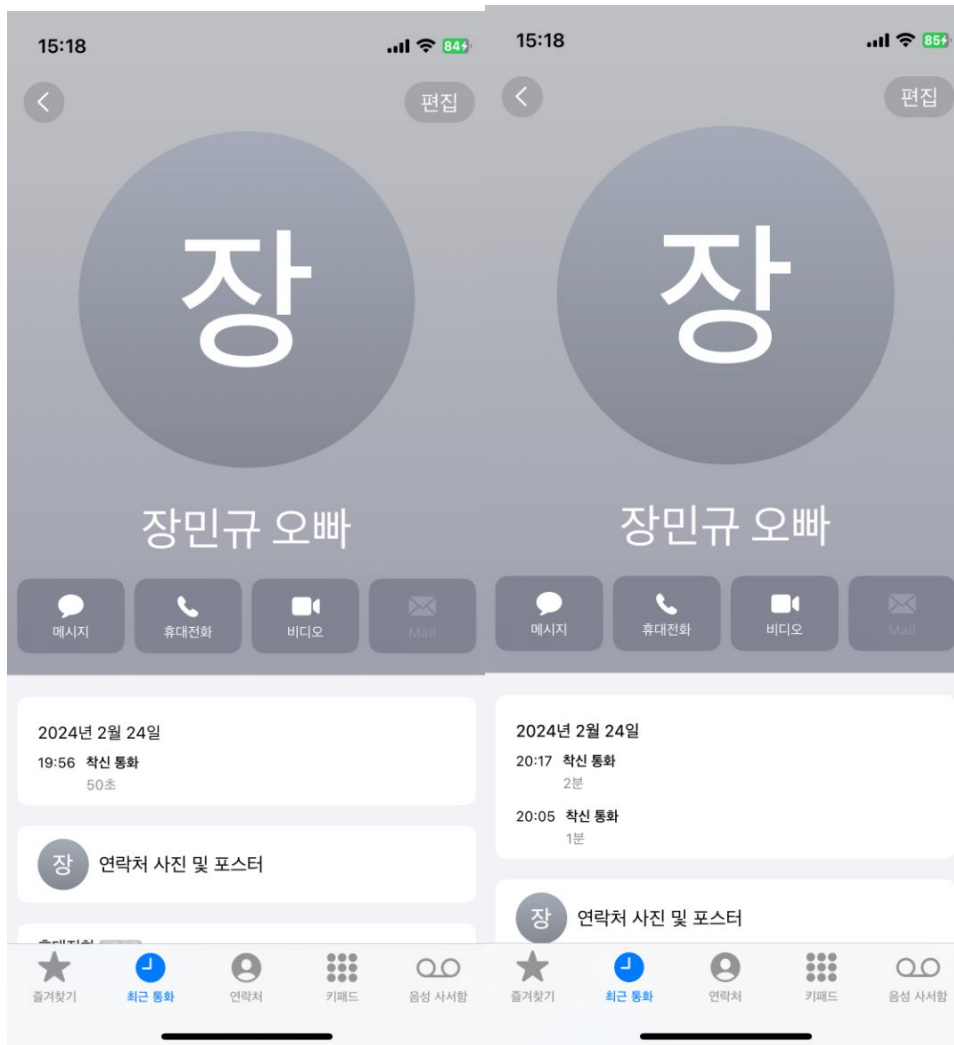 15:18
84
편집
장
장민규 오빠
메시지
휴대전화
비디오
Mail
2024년 2월 24일
19:56 착신 통화
50초
장
연락처 사진 및 포스터
휴대전화
즐겨찾기
최근 통화
연락처
키패드
음성 사서함
15:18
85
편집
장
장민규 오빠
메시지
휴대전화
비디오
Mail
2024년 2월 24일
20:17 착신 통화
2분
20:05 착신 통화
1분
장
연락처 사진 및 포스터
즐겨찾기
최근 통화
연락처
키패드
음성 사서함